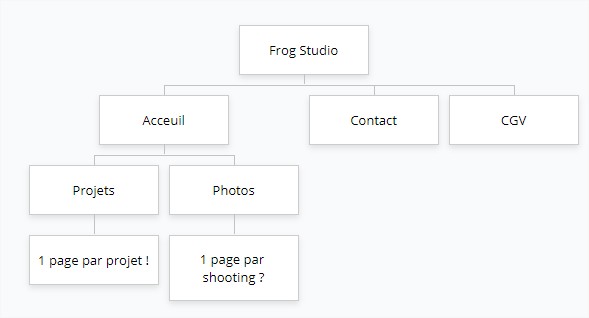 Frog Studio
Acceuil
Contact
CGV
Projets
Photos
1 page par projet !
1 page par
shooting ?